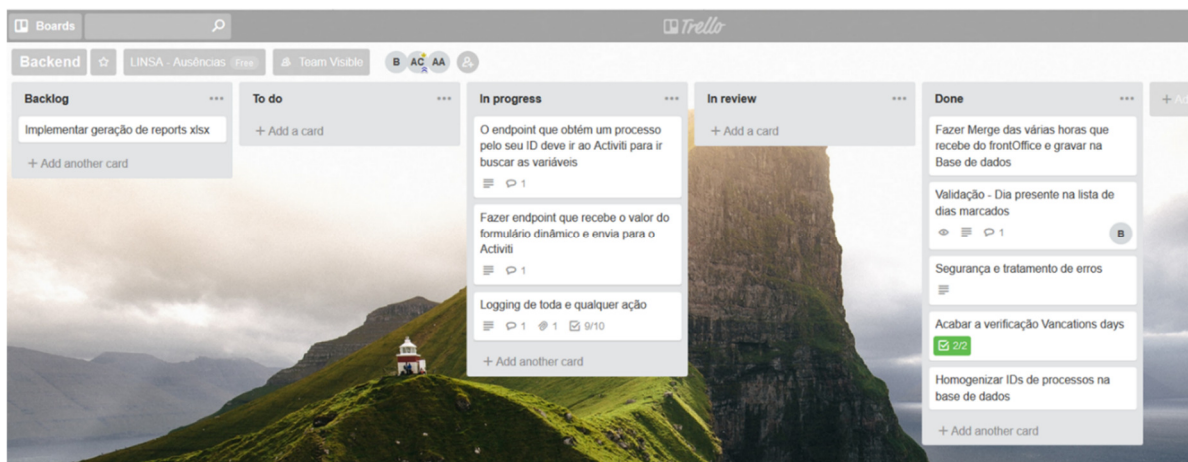 Boards
Trello
Backend
LINSA - Ausências Free
Team Visible
B AC AA
Backlog
Implementar geração de reports xlsx
+ Add another card
To do
+ Add a card
In progress
O endpoint que obtém um processo
pelo seu ID deve ir ao Activiti para ir
buscar as variáveis
1
Fazer endpoint que recebe o valor do
formulário dinâmico e envia para o
Activiti
1
Logging de toda e qualquer ação
1 1 9/10
+ Add another card
In review
+ Add a card
Done
Fazer Merge das várias horas que
recebe do frontOffice e gravar na
Base de dados
Validação - Dia presente na lista de
dias marcados
1 B
Segurança e tratamento de erros
Acabar a verificação Vancations days
2/2
Homogenizar IDs de processos na
base de dados
+ Add another card